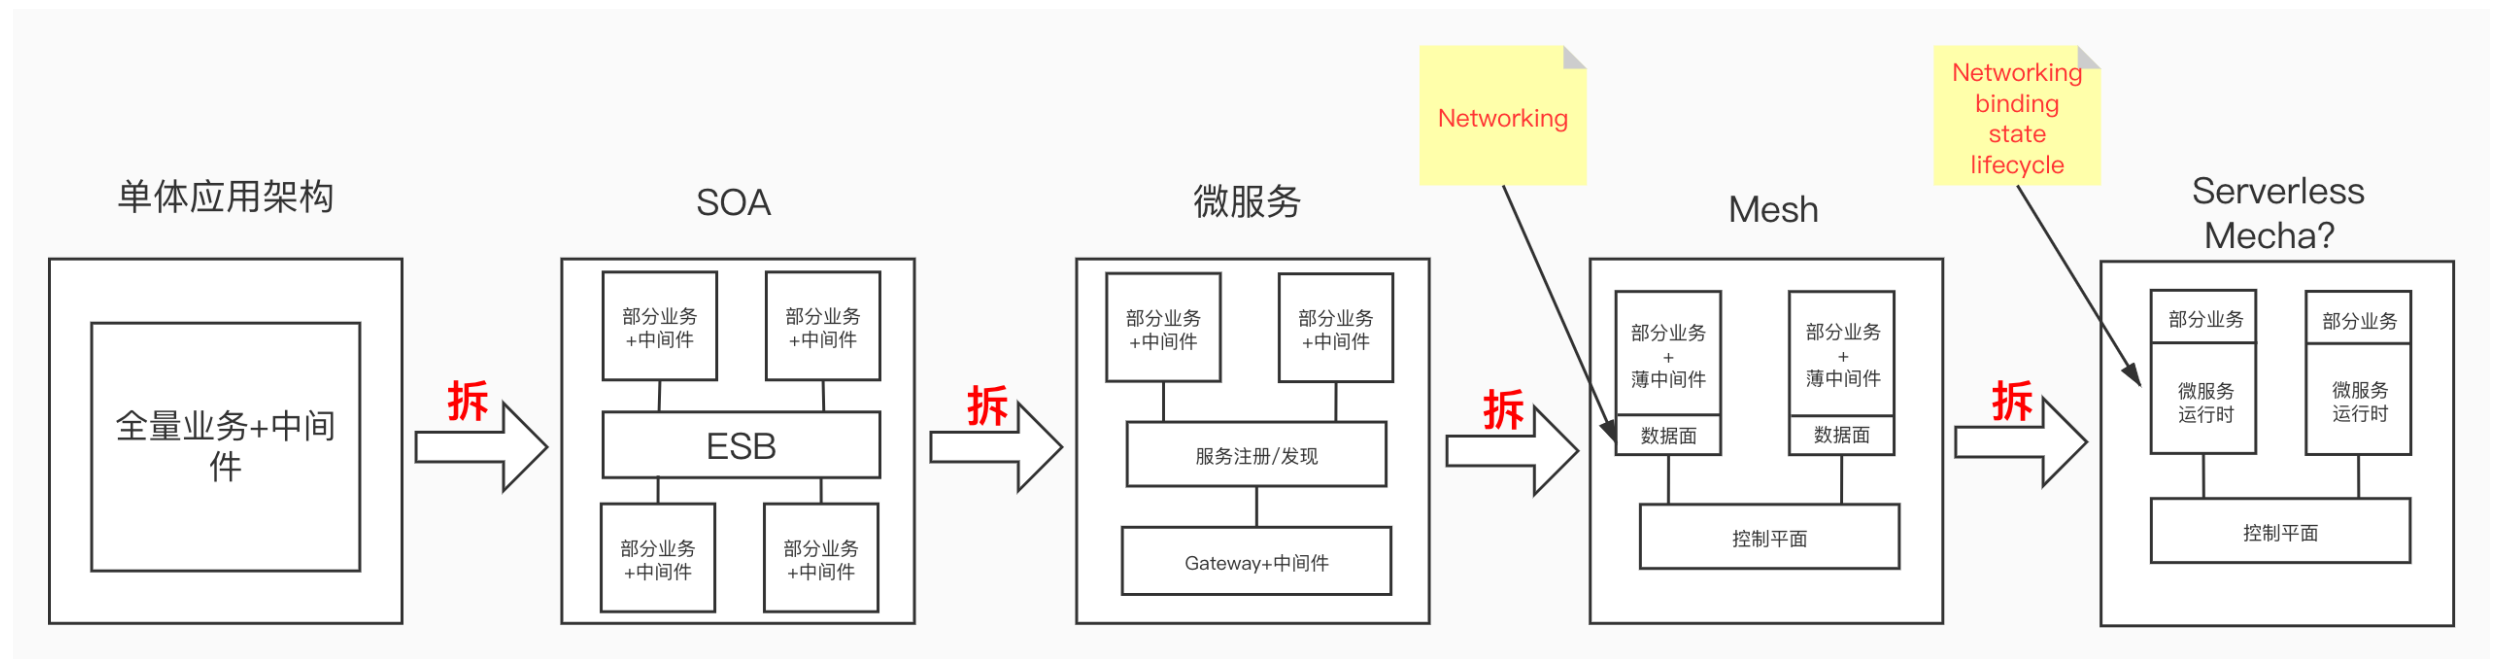 单体应用架构
全量业务+中间
件
拆
SOA
部分业务
+中间件
部分业务
+中间件
ESB
部分业务
+中间件
部分业务
+中间件
拆
微服务
部分业务
+中间件
部分业务
+中间件
服务注册/发现
Gateway+中间件
拆
Networking
Mesh
部分业务
+
薄中间件
数据面
部分业务
+
薄中间件
数据面
控制平面
拆
Networking
binding
state
lifecycle
Serverless
Mecha?
部分业务
微服务
运行时
部分业务
微服务
运行时
控制平面